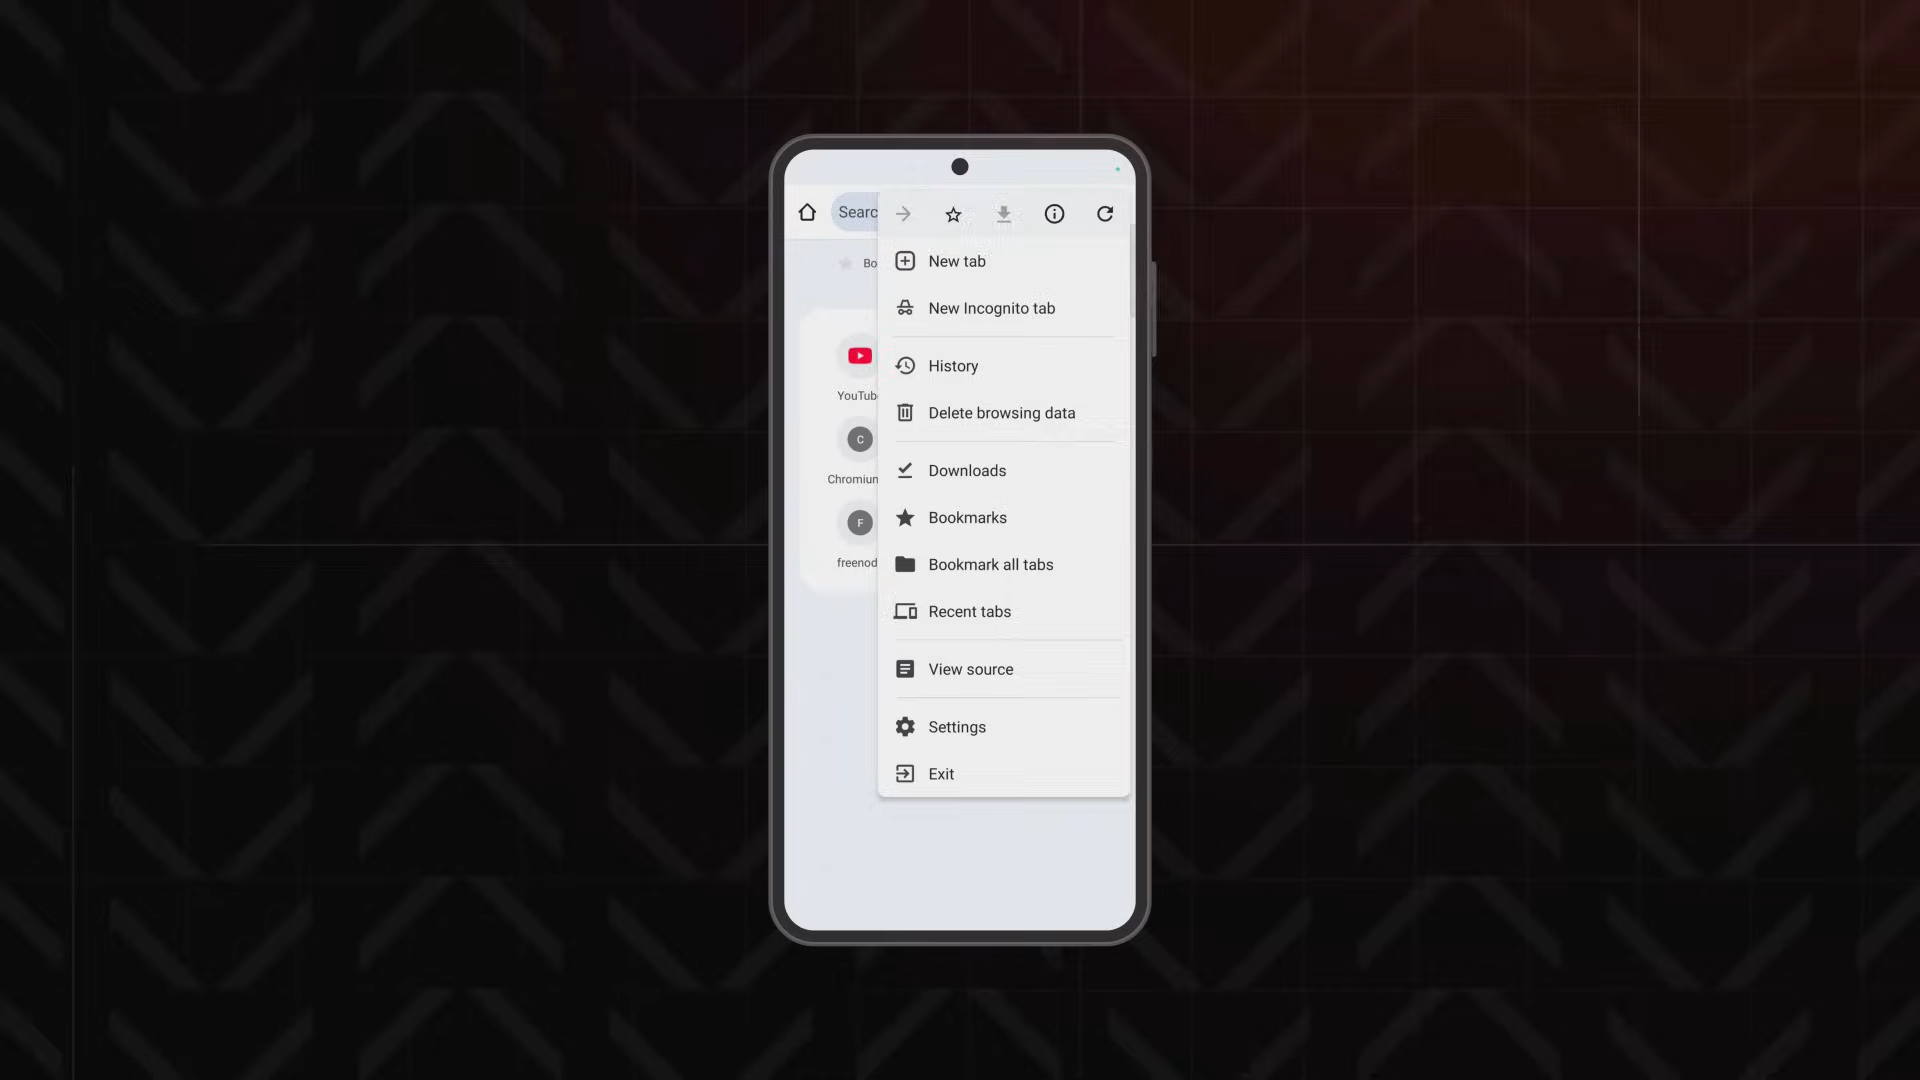 Searc
Bo
YouTub
C
Chromiun
F
freenod
New tab
New Incognito tab
History
Delete browsing data
Downloads
Bookmarks
Bookmark all tabs
Recent tabs
View source
Settings
Exit